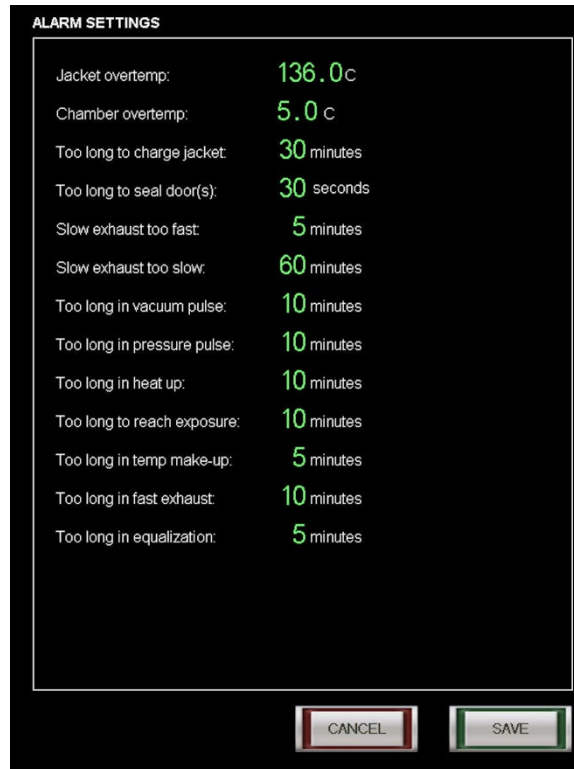 ALARM SETTINGS
Jacket overtemp: 136.0 C
Chamber overtemp: 5.0 C
Too long to charge jacket: 30 minutes
Too long to seal door(s): 30 seconds
Slow exhaust too fast: 5 minutes
Slow exhaust too slow: 60 minutes
Too long in vacuum pulse: 10 minutes
Too long in pressure pulse: 10 minutes
Too long in heat up: 10 minutes
Too long to reach exposure: 10 minutes
Too long in temp make-up: 5 minutes
Too long in fast exhaust: 10 minutes
Too long in equalization: 5 minutes
CANCEL SAVE